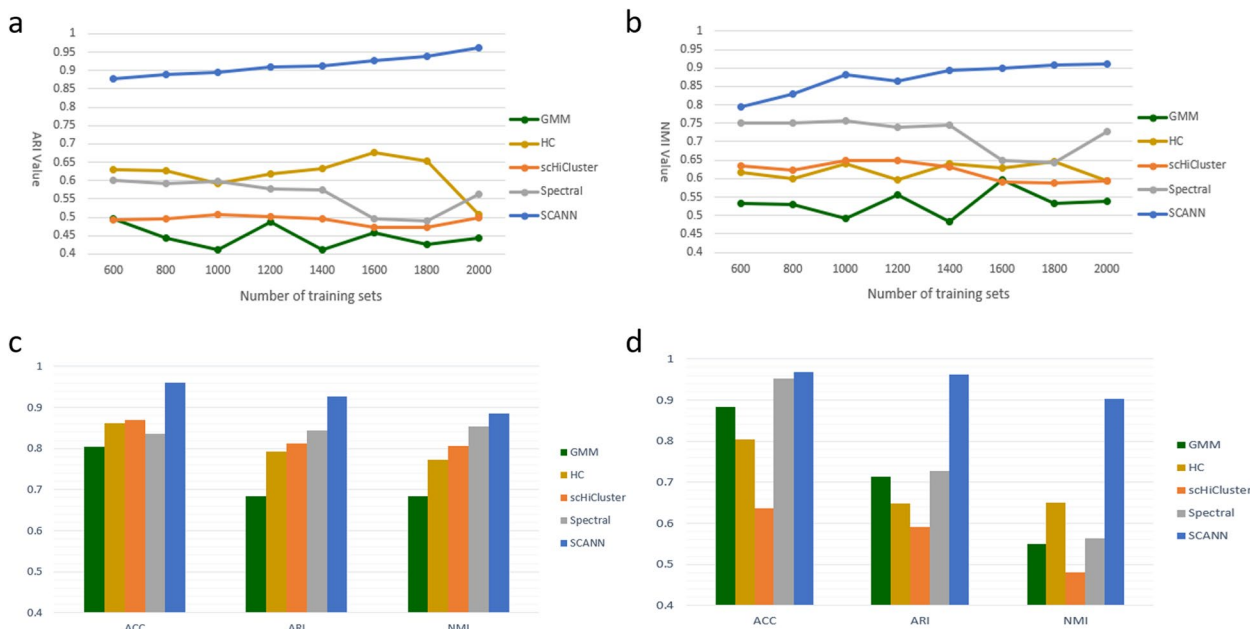 a
1
0.95
0.9
0.85
0.8
0.75
0.7
0.65
0.6
0.55
0.5
0.45
0.4
ARI Value
600 800 1000 1200 1400 1600 1800 2000
Number of training sets
GMM
HC
scHiCluster
Spectral
SCANN
b
1
0.95
0.9
0.85
0.8
0.75
0.7
0.65
0.6
0.55
0.5
0.45
0.4
NMI Value
600 800 1000 1200 1400 1600 1800 2000
Number of training sets
GMM
HC
scHiCluster
Spectral
SCANN
c
1
0.9
0.8
0.7
0.6
0.5
0.4
ACC ARI NMI
GMM
HC
scHiCluster
Spectral
SCANN
d
1
0.9
0.8
0.7
0.6
0.5
0.4
ACC ARI NMI
GMM
HC
scHiCluster
Spectral
SCANN